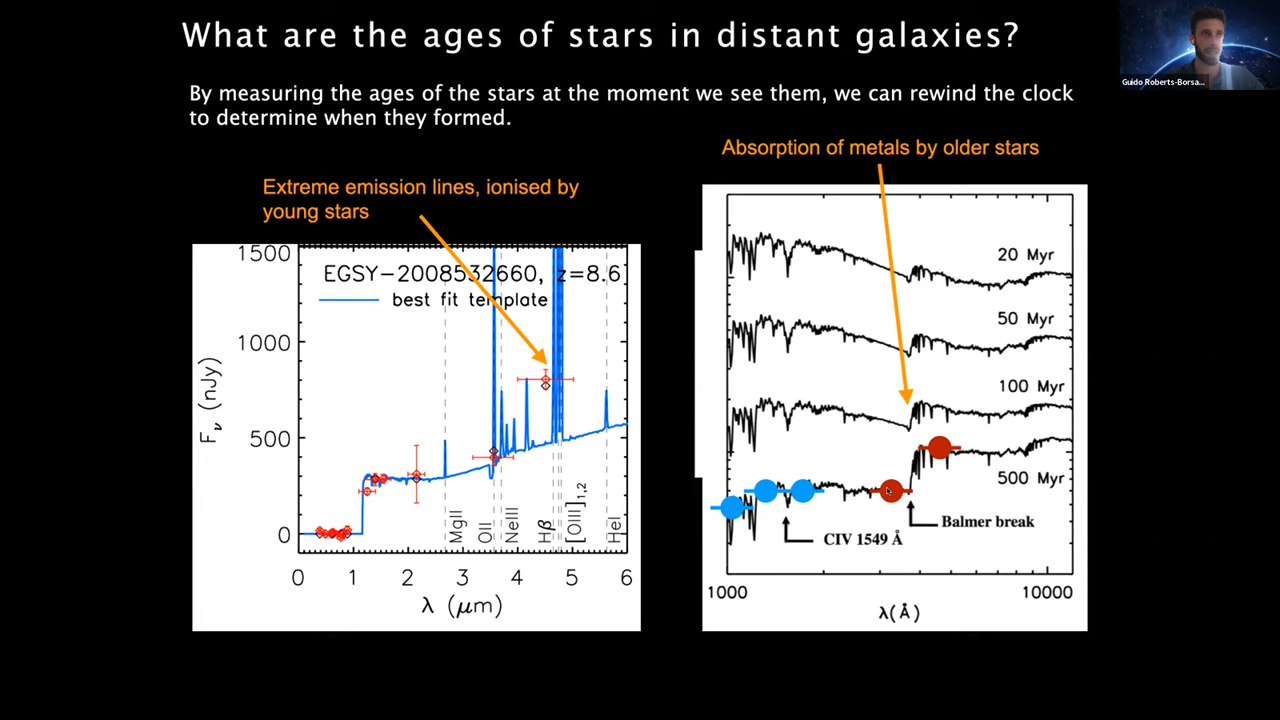 What are the ages of stars in distant galaxies?
Guido Roberts-Borsa...
By measuring the ages of the stars at the moment we see them, we can rewind the clock
to determine when they formed.
Extreme emission lines, ionised by
young stars
Absorption of metals by older stars
EGSY−2008532660, z=8.6
best fit template
1500
1000
500
0
Fν (nJy)
MgII
OII
NeIII
Hβ
[OIII]1,2
HeI
0 1 2 3 4 5 6
λ (μm)
20 Myr
50 Myr
100 Myr
500 Myr
Balmer break
CIV 1549 Å
1000 10000
λ(Å)